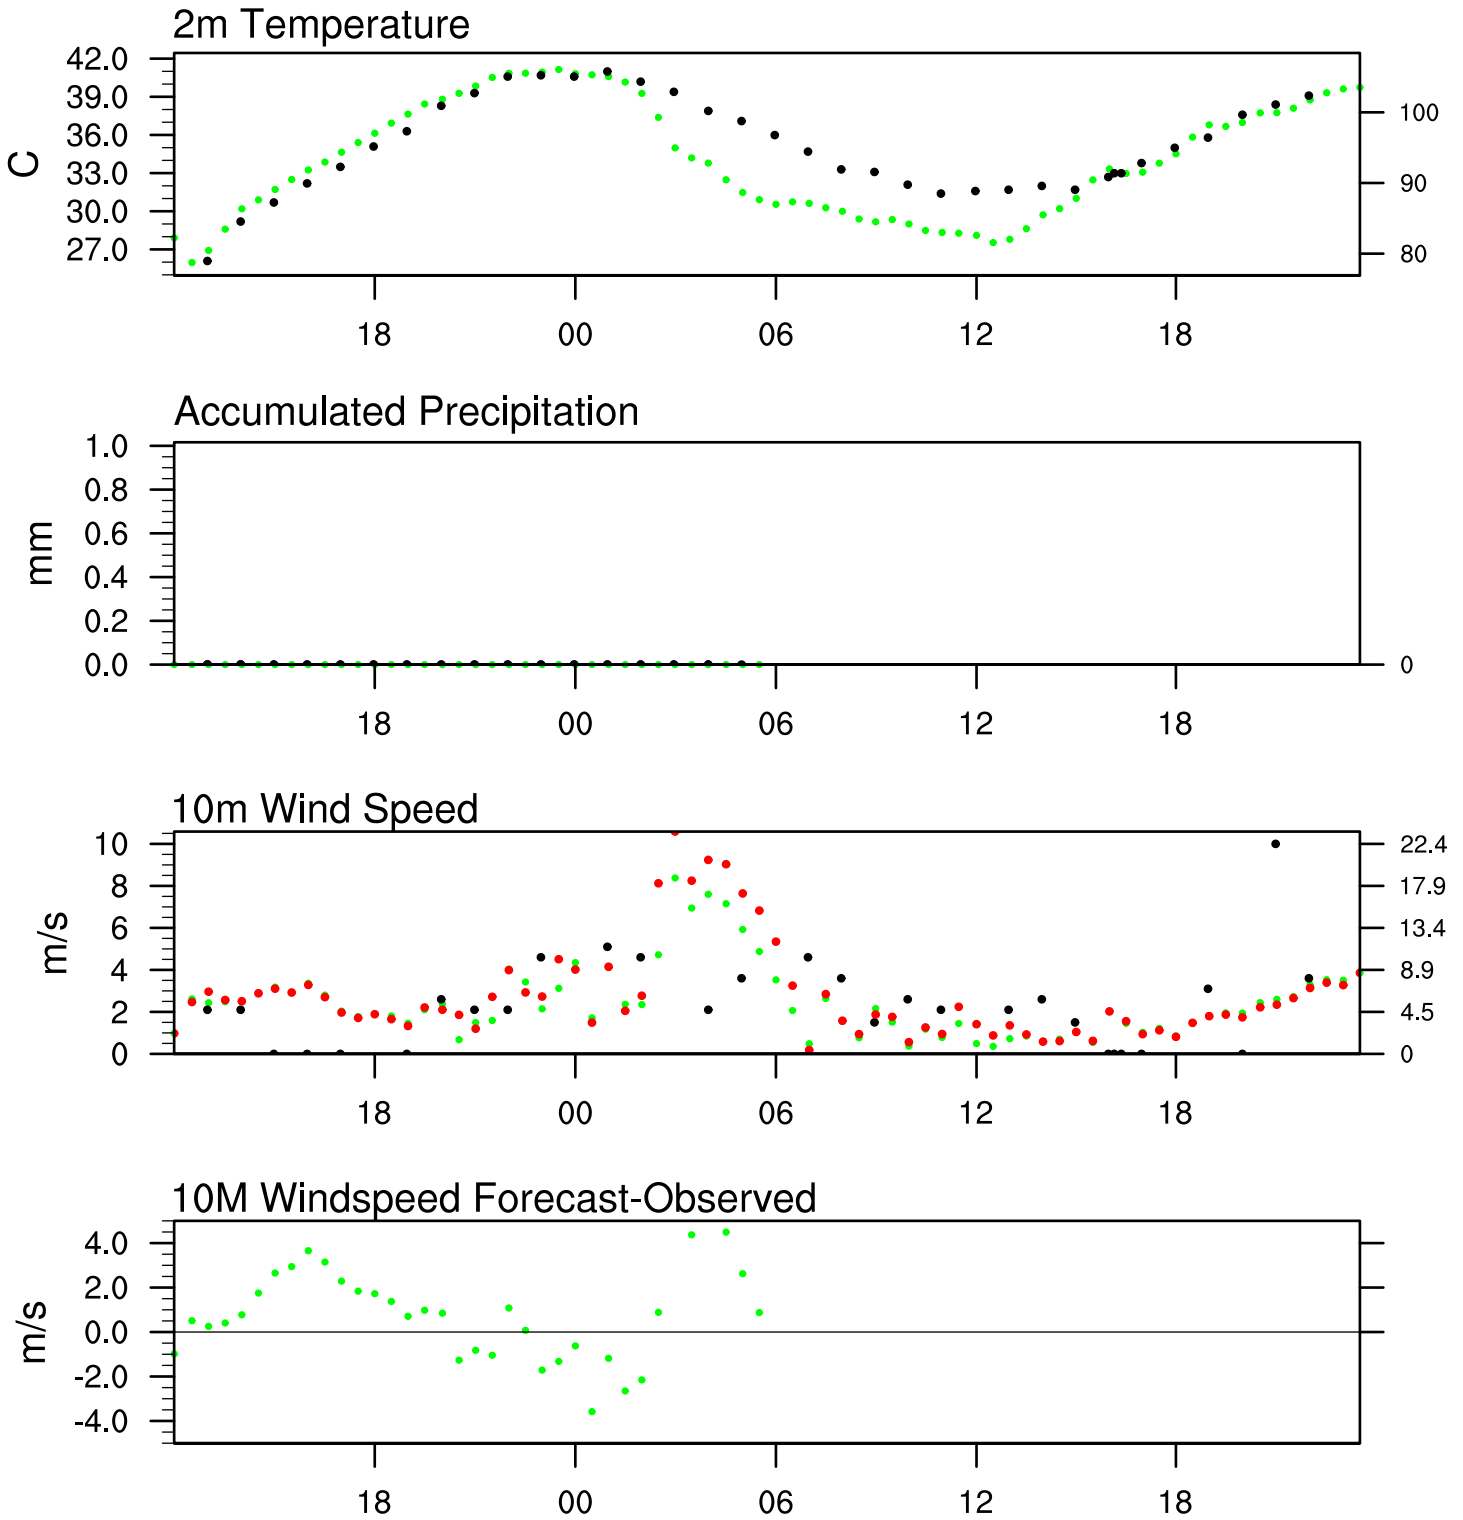 2m Temperature
42.0
39.0
36.0
33.0
30.0
27.0
C
100
90
80
18 00 06 12 18
Accumulated Precipitation
1.0
0.8
0.6
0.4
0.2
0.0
mm
0
18 00 06 12 18
10m Wind Speed
10
8
6
4
2
0
m/s
22.4
17.9
13.4
8.9
4.5
0
18 00 06 12 18
10M Windspeed Forecast-Observed
4.0
2.0
0.0
-2.0
-4.0
m/s
18 00 06 12 18